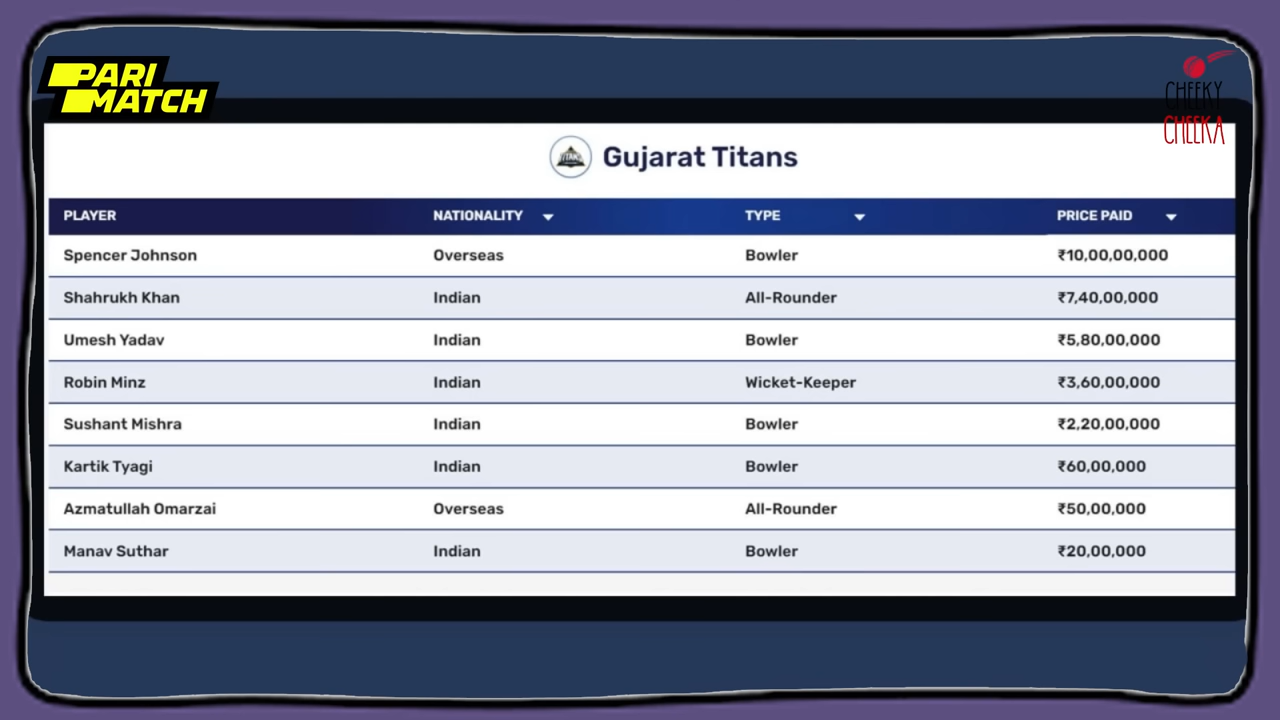 PARI
MATCH
CHEEKY
CHEEKA
Gujarat Titans
PLAYER NATIONALITY TYPE PRICE PAID
Spencer Johnson Overseas Bowler ₹10,00,00,000
Shahrukh Khan Indian All-Rounder ₹7,40,00,000
Umesh Yadav Indian Bowler ₹5,80,00,000
Robin Minz Indian Wicket-Keeper ₹3,60,00,000
Sushant Mishra Indian Bowler ₹2,20,00,000
Kartik Tyagi Indian Bowler ₹60,00,000
Azmatullah Omarzai Overseas All-Rounder ₹50,00,000
Manav Suthar Indian Bowler ₹20,00,000